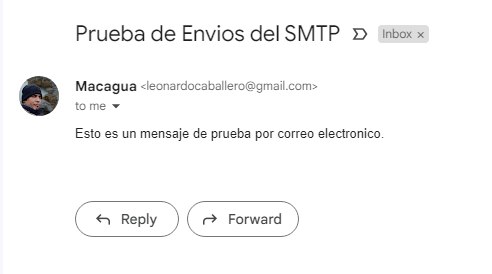 Prueba de Envios del SMTP Inbox ×
Macagua <leonardocaballero@gmail.com>
to me
Esto es un mensaje de prueba por correo electronico.
Reply Forward